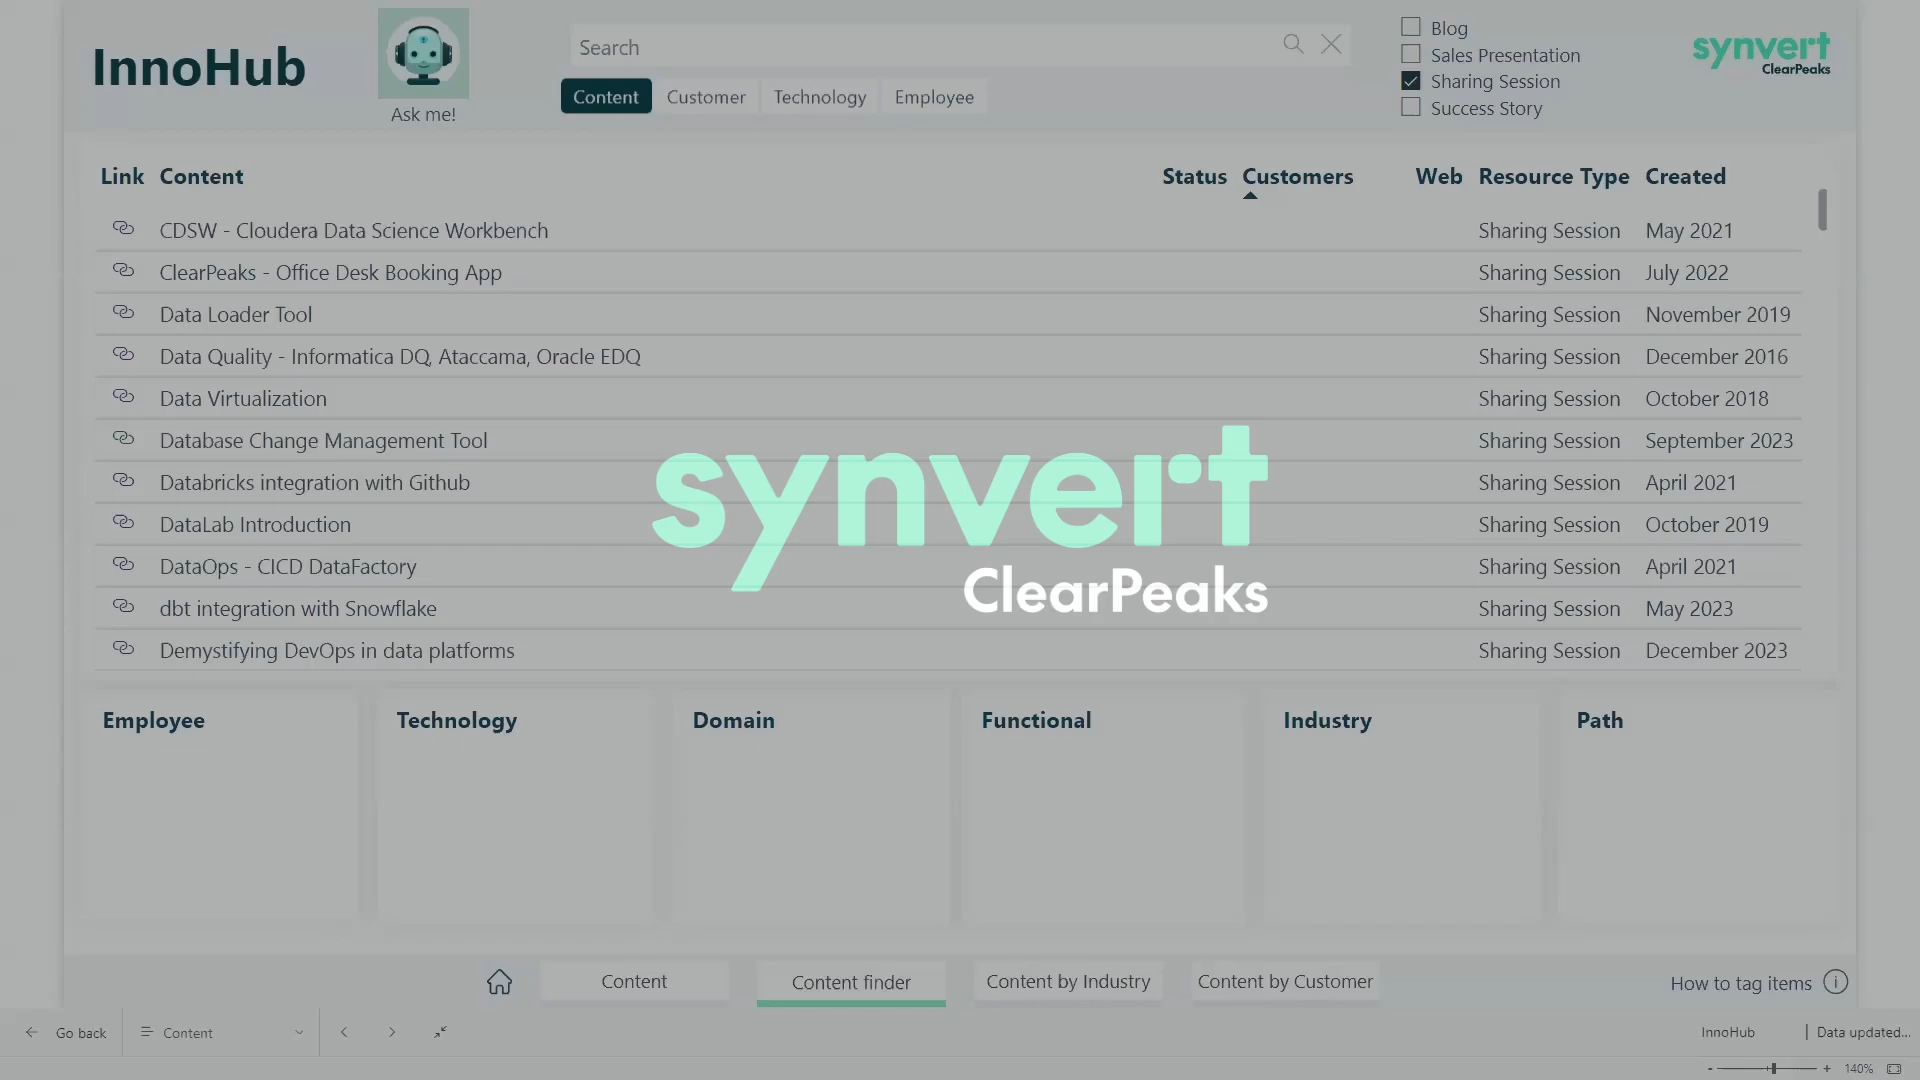 InnoHub
Ask me!
Search
Content Customer Technology Employee
Blog
Sales Presentation
Sharing Session
Success Story
synvert
ClearPeaks
Link Content Status Customers Web Resource Type Created
CDSW - Cloudera Data Science Workbench Sharing Session May 2021
ClearPeaks - Office Desk Booking App Sharing Session July 2022
Data Loader Tool Sharing Session November 2019
Data Quality - Informatica DQ, Ataccama, Oracle EDQ Sharing Session December 2016
Data Virtualization Sharing Session October 2018
Database Change Management Tool Sharing Session September 2023
Databricks integration with Github Sharing Session April 2021
DataLab Introduction Sharing Session October 2019
DataOps - CICD DataFactory Sharing Session April 2021
dbt integration with Snowflake Sharing Session May 2023
Demystifying DevOps in data platforms Sharing Session December 2023
synvert
ClearPeaks
Employee Technology Domain Functional Industry Path
Content Content finder Content by Industry Content by Customer How to tag items
Go back Content InnoHub | Data updated...
- + 140%